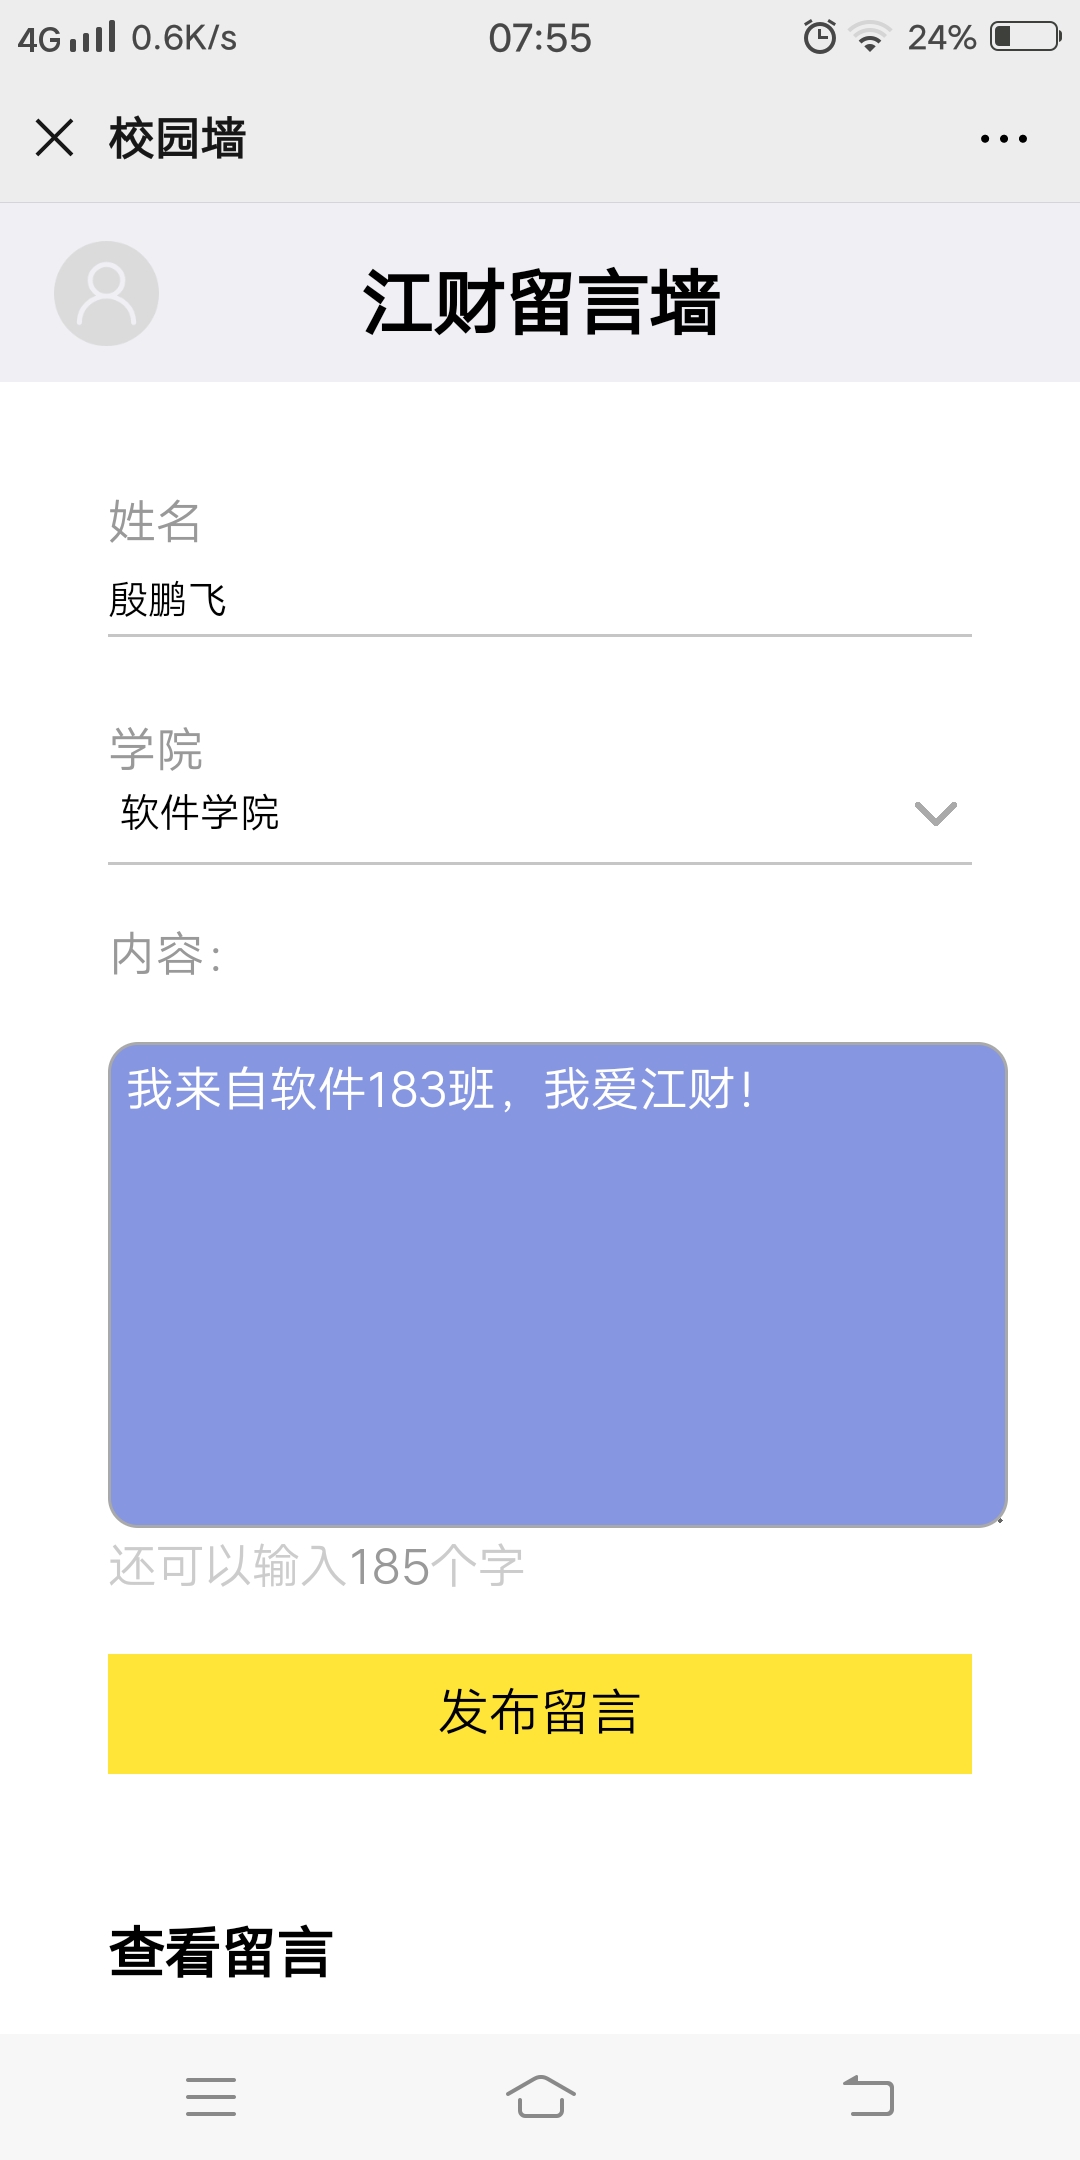 4G 0.6K/s 07:55 24%
校园墙
江财留言墙
姓名
殷鹏飞
学院
软件学院
内容：
我来自软件183班，我爱江财！
还可以输入185个字
发布留言
查看留言